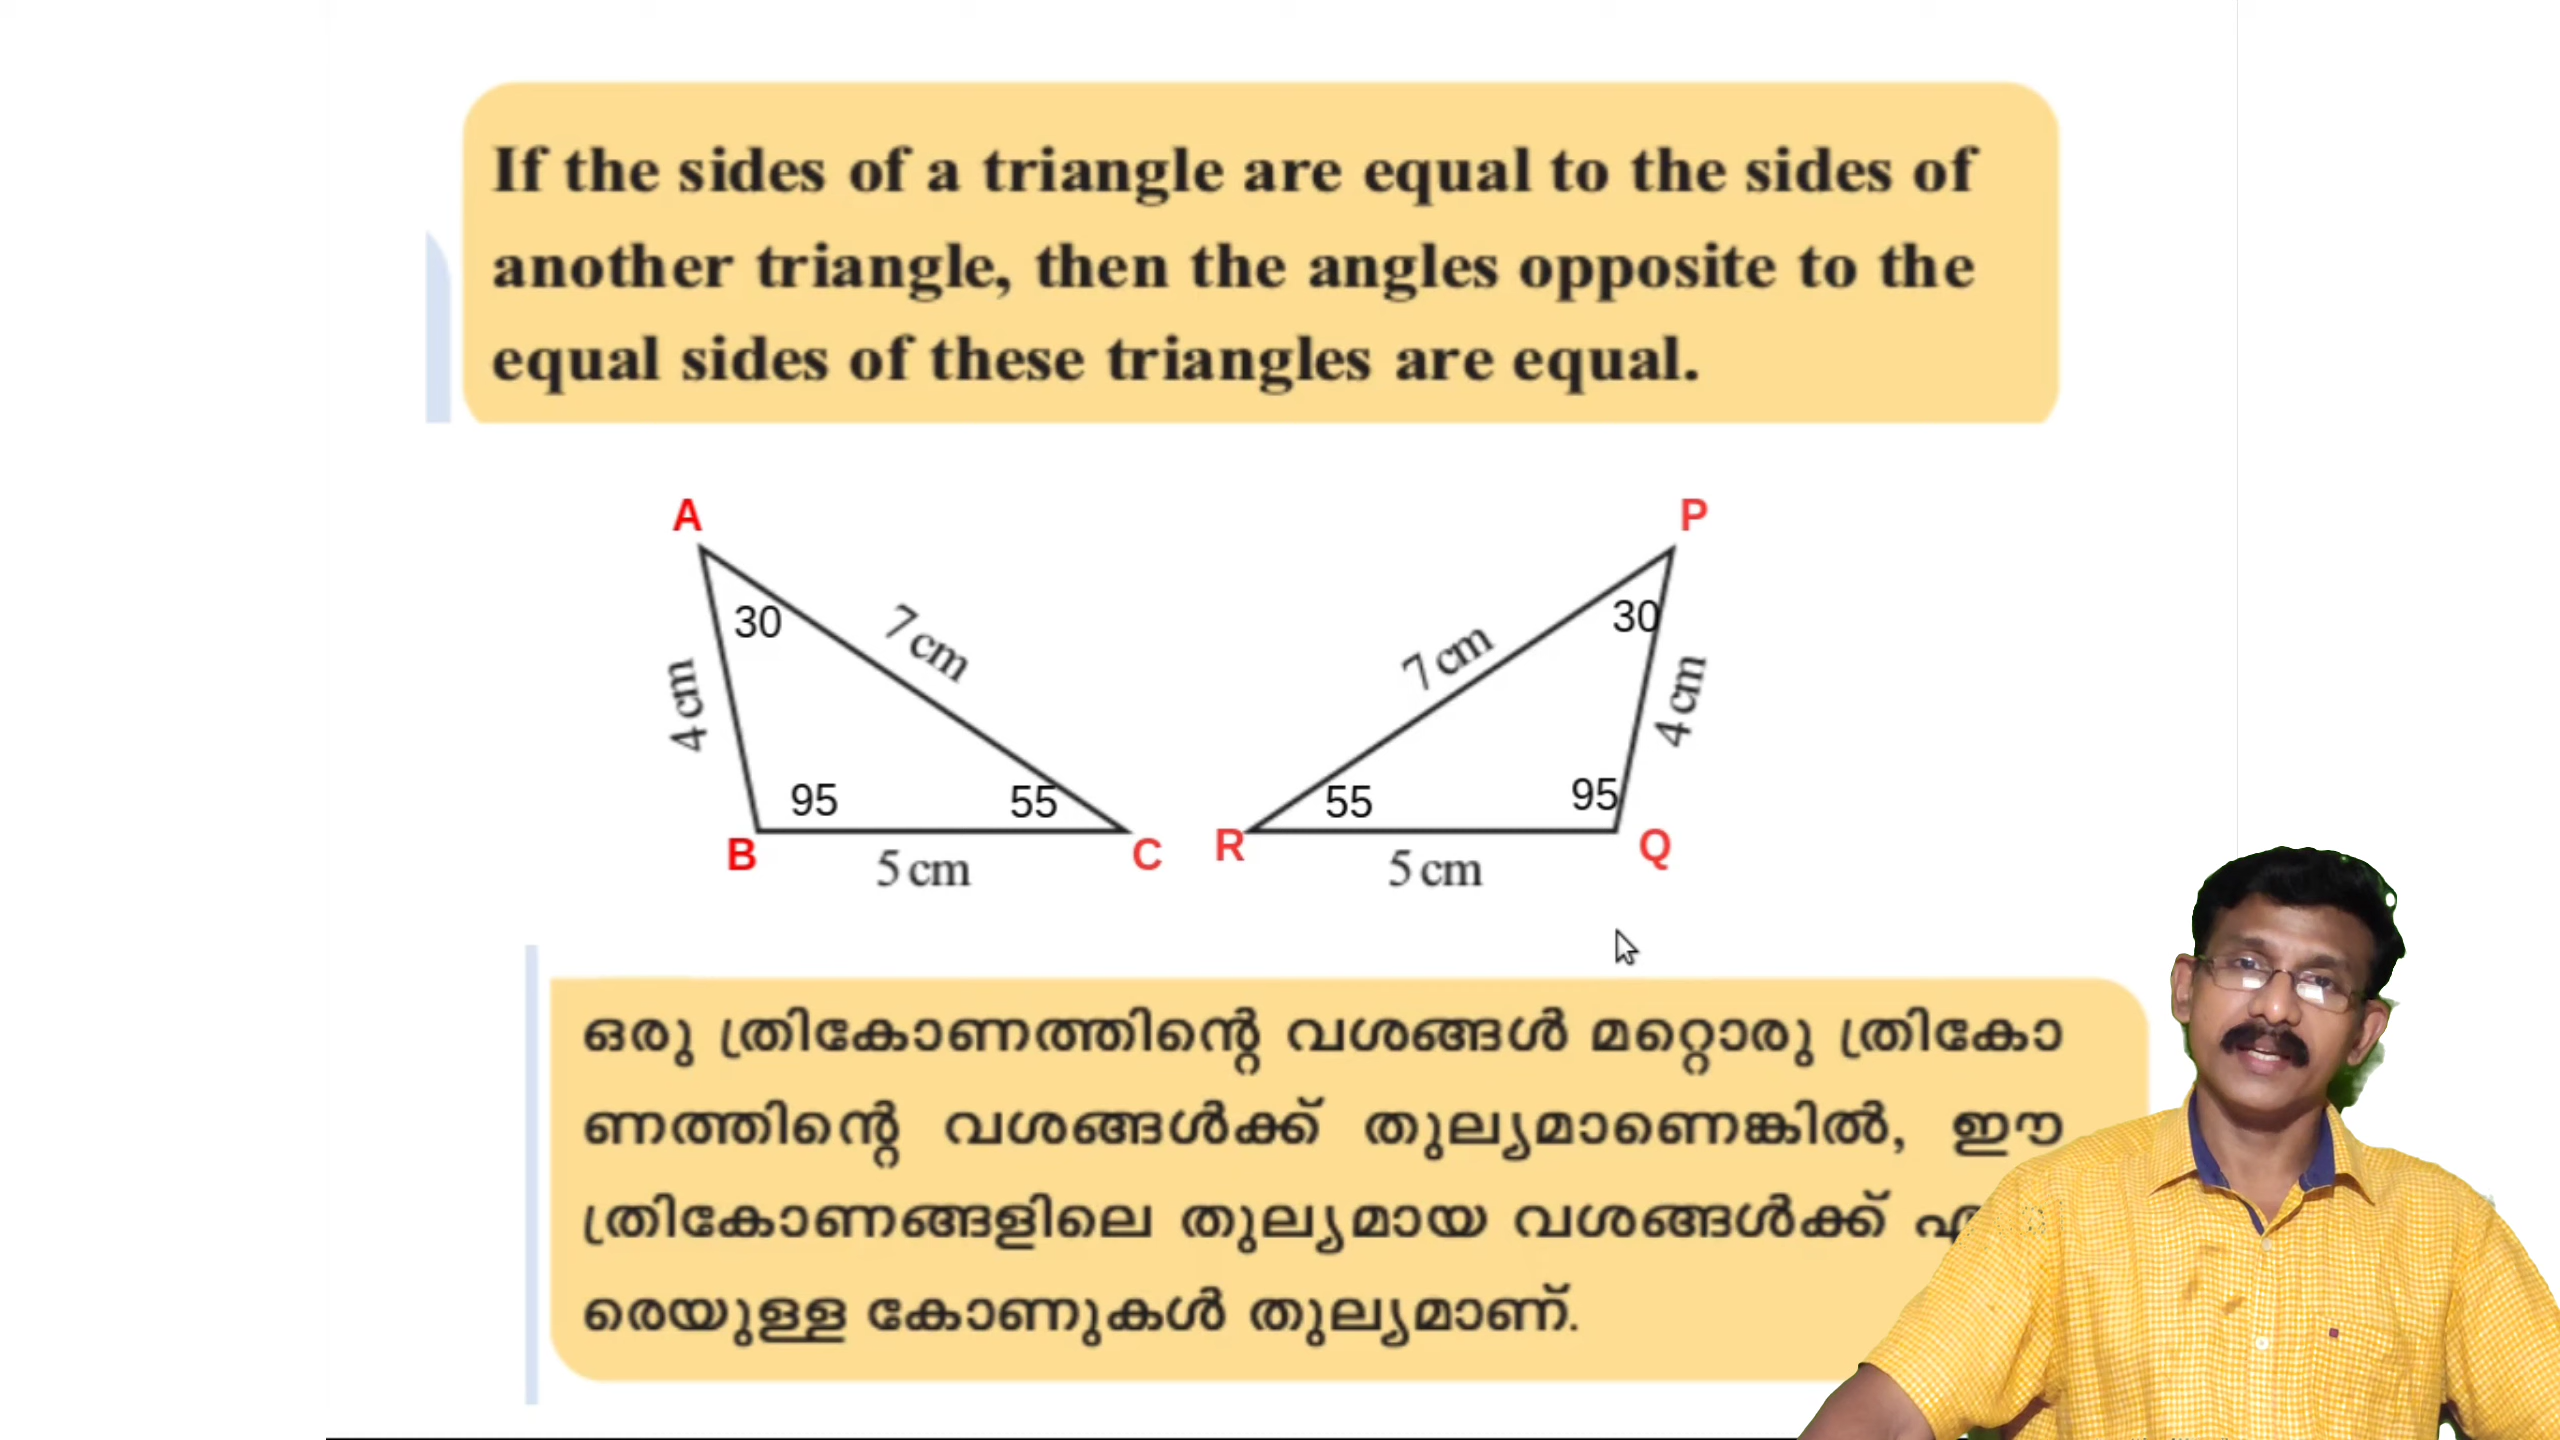 If the sides of a triangle are equal to the sides of
another triangle, then the angles opposite to the
equal sides of these triangles are equal.
A
P
30
7 cm
4 cm
95
55
B
5 cm
C
30
7 cm
4 cm
55
95
R
5 cm
Q
ഒരു ത്രികോണത്തിന്റെ വശങ്ങൾ മറ്റൊരു ത്രികോ
ണത്തിന്റെ വശങ്ങൾക്ക് തുല്യമാണെങ്കിൽ, ഈ
ത്രികോണങ്ങളിലെ തുല്യമായ വശങ്ങൾക്ക്
രെയുള്ള കോണുകൾ തുല്യമാണ്.